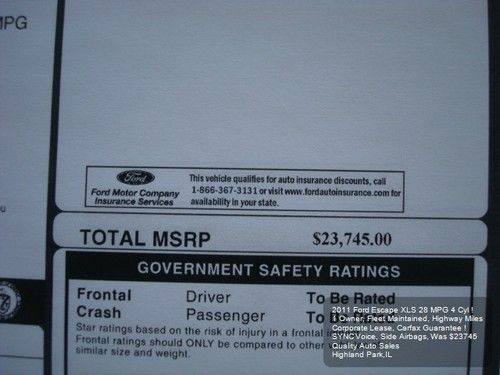 MPG
Ford
Ford Motor Company
Insurance Services
This vehicle qualifies for auto insurance discounts, call
1-866-367-3131 or visit www.fordautoinsurance.com for
availability in your state.
u
TOTAL MSRP $23,745.00
GOVERNMENT SAFETY RATINGS
Frontal Driver To Be Rated
Crash Passenger To
Star ratings based on the risk of injury in a frontal
Frontal ratings should ONLY be compared to other
similar size and weight.
2011 Ford Escape XLS 28 MPG 4 Cyl !
1 Owner, Fleet Maintained, Highway Miles
Corporate Lease, Carfax Guarantee !
SYNC Voice, Side Airbags, Was $23745
Quality Auto Sales
Highland Park,IL